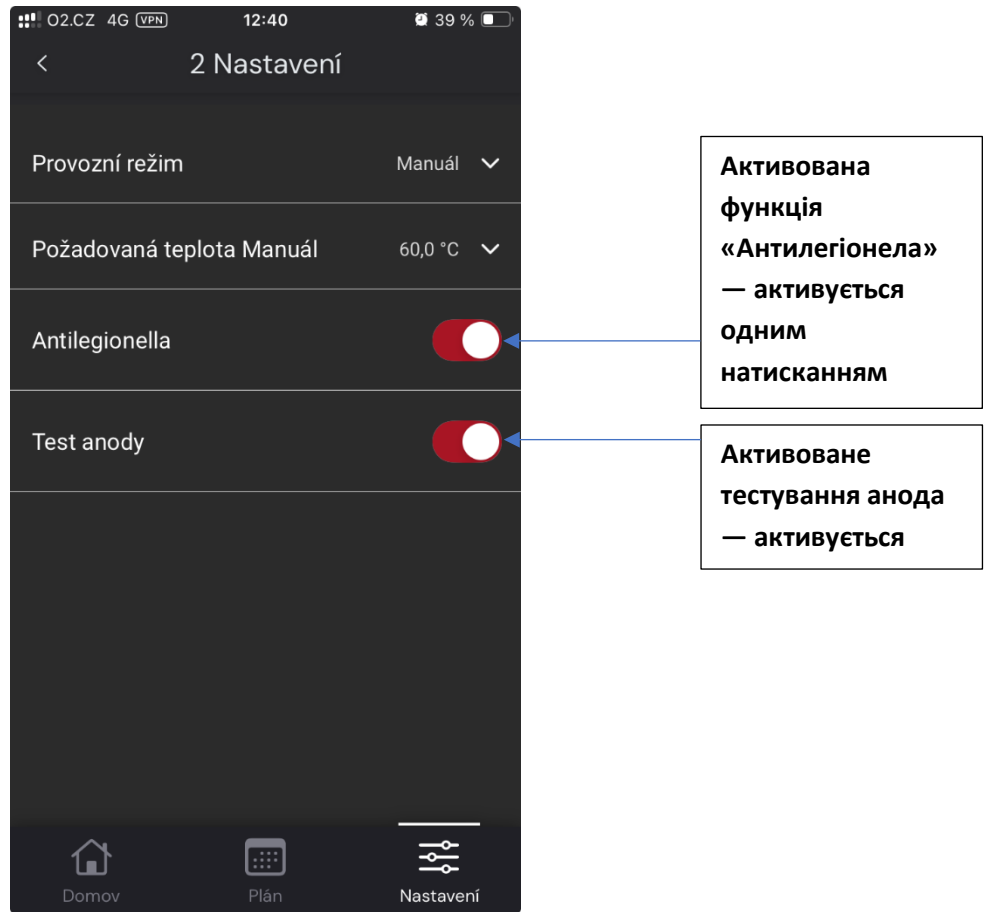 O2.CZ 4G VPN 12:40 39 %
2 Nastavení
Provozní režim Manuál
Požadovaná teplota Manuál 60,0 °C
Antilegionella
Test anody
Domov Plán Nastavení
Активована
функція
«Антилегіонела»
— активується
одним
натисканням
Активоване
тестування анода
— активується